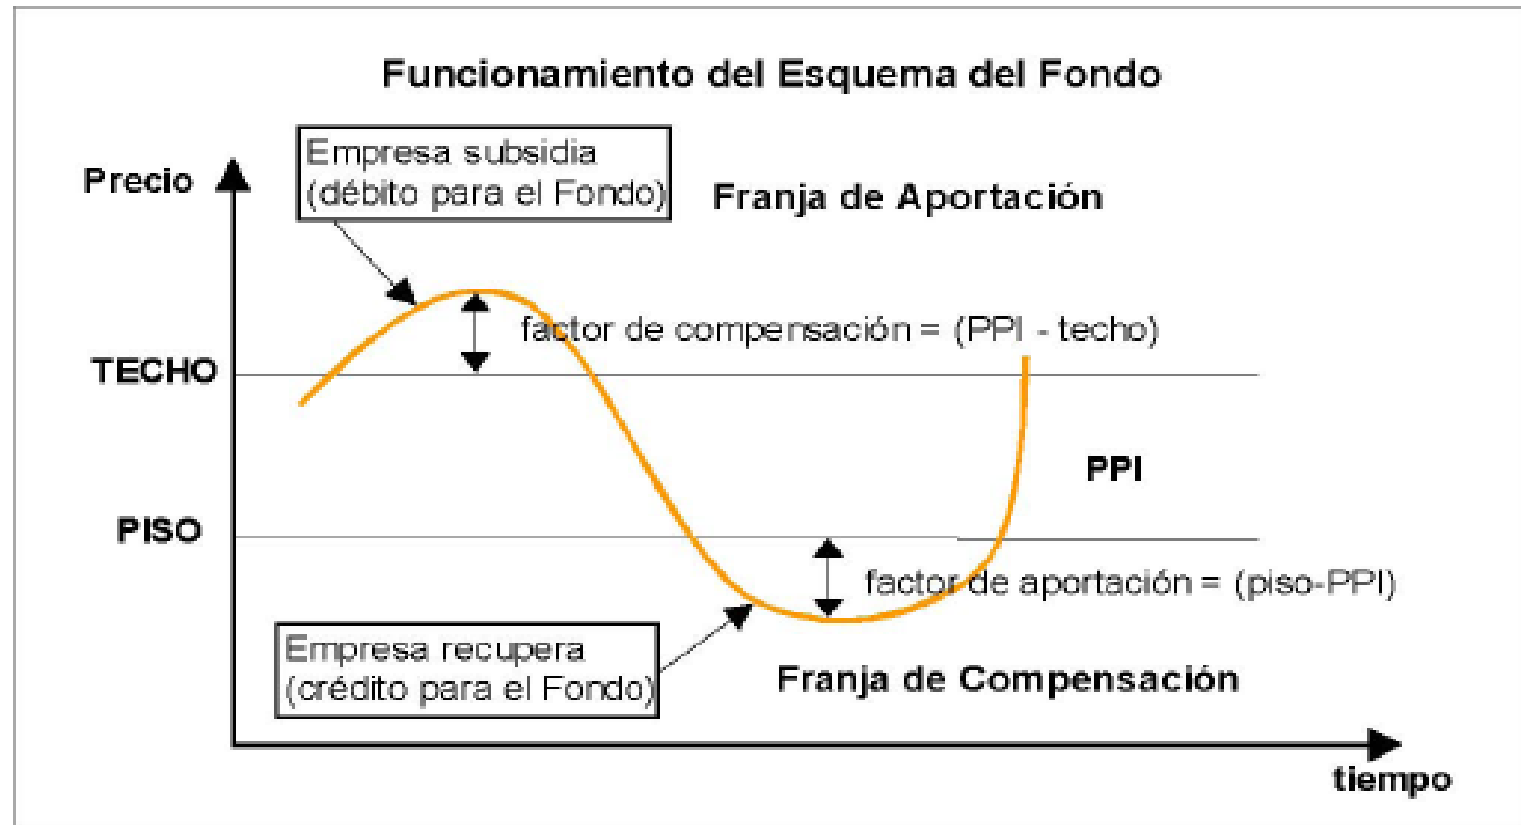 Funcionamiento del Esquema del Fondo
Empresa subsidia
(débito para el Fondo)
Precio
Franja de Aportación
factor de compensación = (PPI - techo)
TECHO
PPI
PISO
factor de aportación = (piso-PPI)
Empresa recupera
(crédito para el Fondo)
Franja de Compensación
tiempo